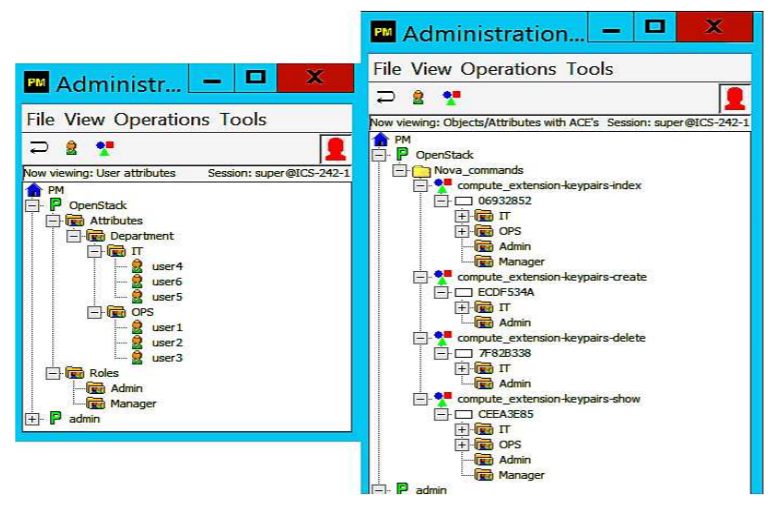 PM Administr...
File View Operations Tools
Now viewing: User attributes Session: super@ICS-242-1
PM
OpenStack
Attributes
Department
IT
user4
user6
user5
OPS
user1
user2
user3
Roles
Admin
Manager
admin
PM Administration...
File View Operations Tools
Now viewing: Objects/Attributes with ACE's Session: super@ICS-242-1
PM
OpenStack
Nova_commands
compute_extension-keypairs-index
06932852
IT
OPS
Admin
Manager
compute_extension-keypairs-create
ECDF534A
IT
Admin
compute_extension-keypairs-delete
7F82B338
IT
Admin
compute_extension-keypairs-show
CEEA3E85
IT
OPS
Admin
Manager
admin